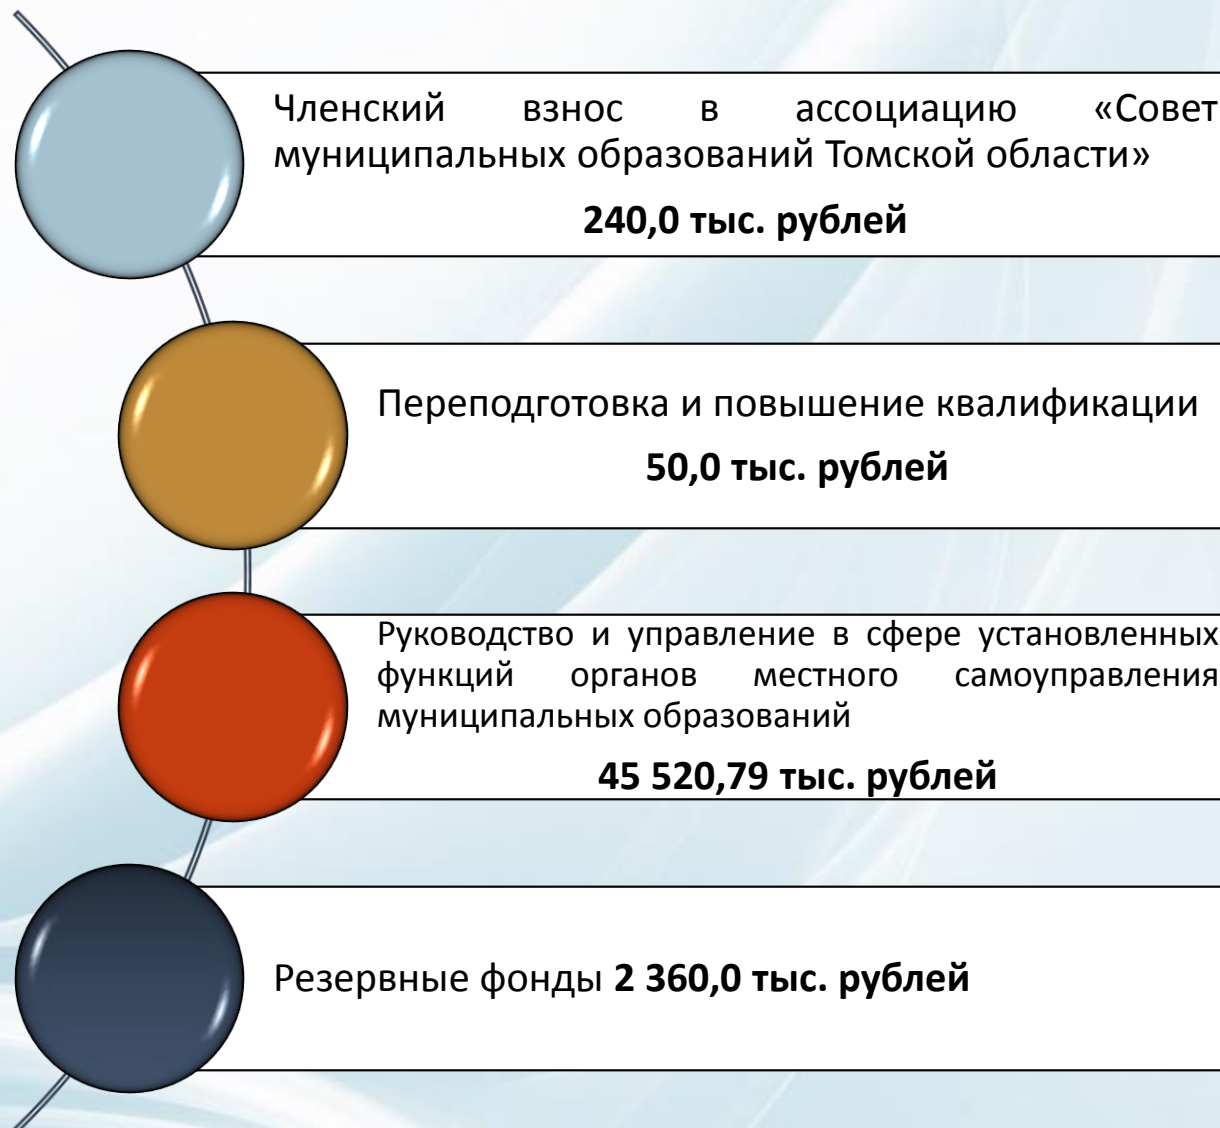 Членский взнос в ассоциацию «Совет
муниципальных образований Томской области»
240,0 тыс. рублей
Переподготовка и повышение квалификации
50,0 тыс. рублей
Руководство и управление в сфере установленных
функций органов местного самоуправления
муниципальных образований
45 520,79 тыс. рублей
Резервные фонды 2 360,0 тыс. рублей